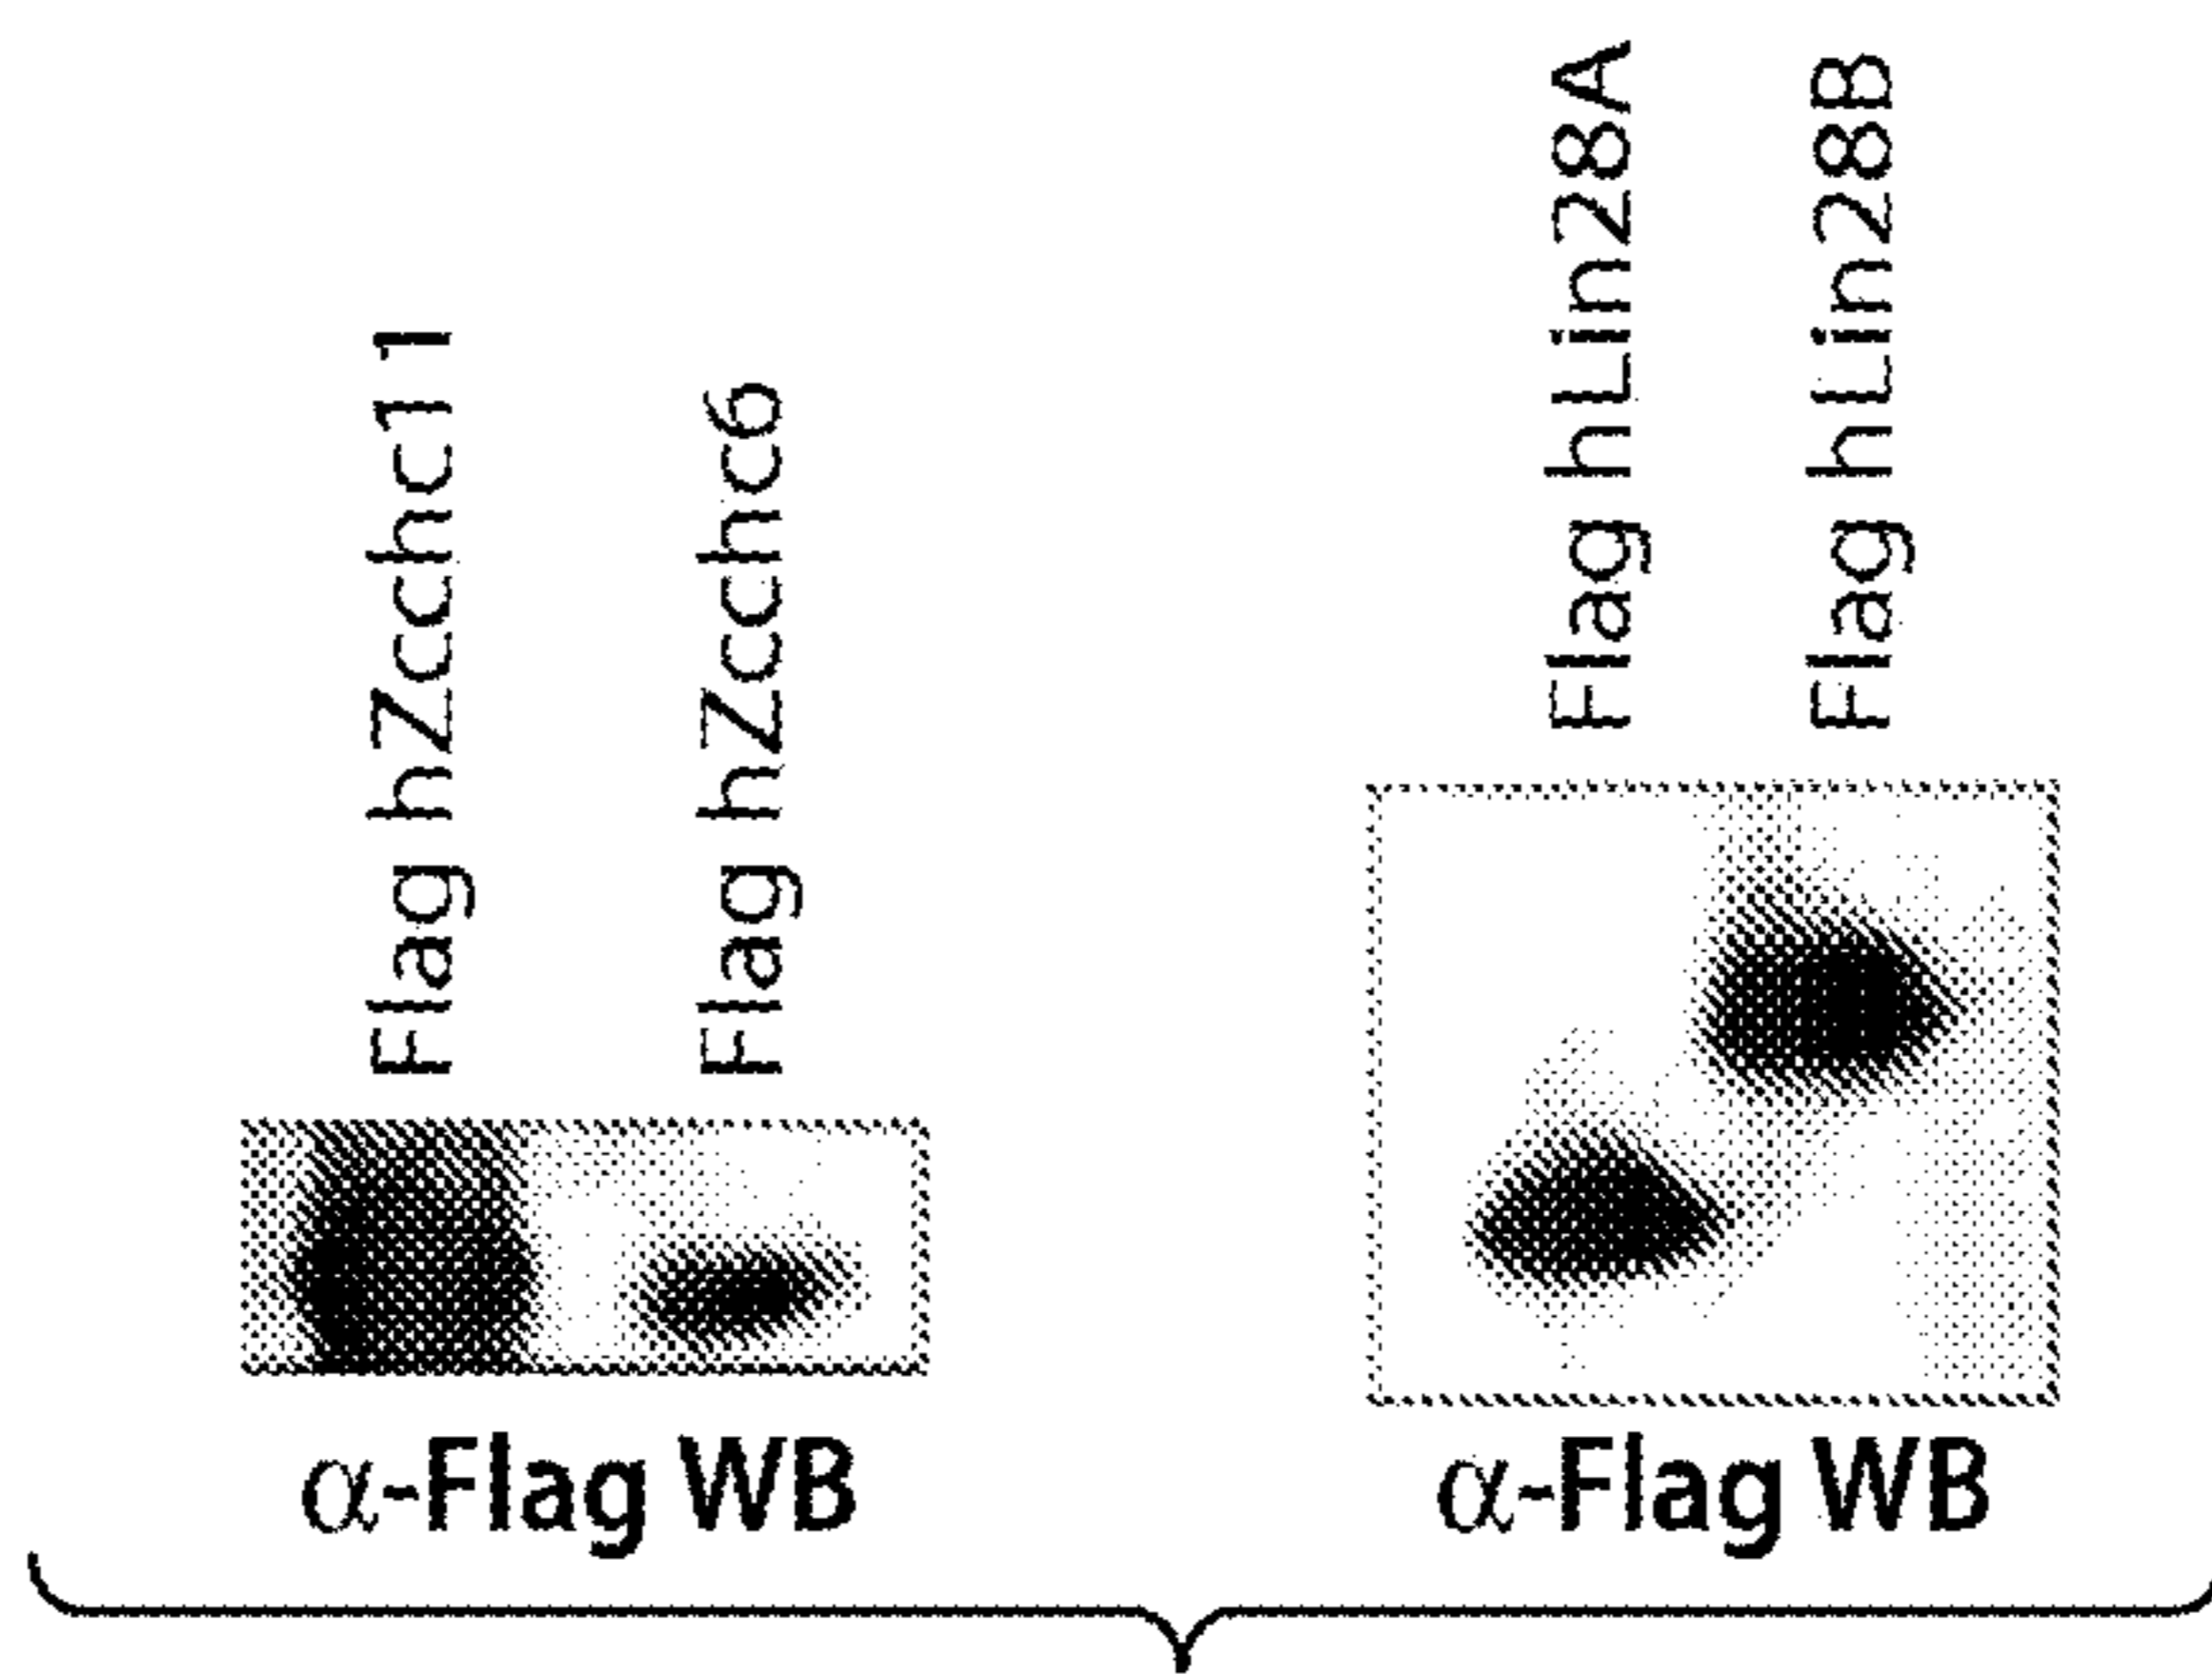 Flag hZcchc11
Flag hZcchc6
Flag hLin28A
Flag hLin28B
α-Flag WB
α-Flag WB